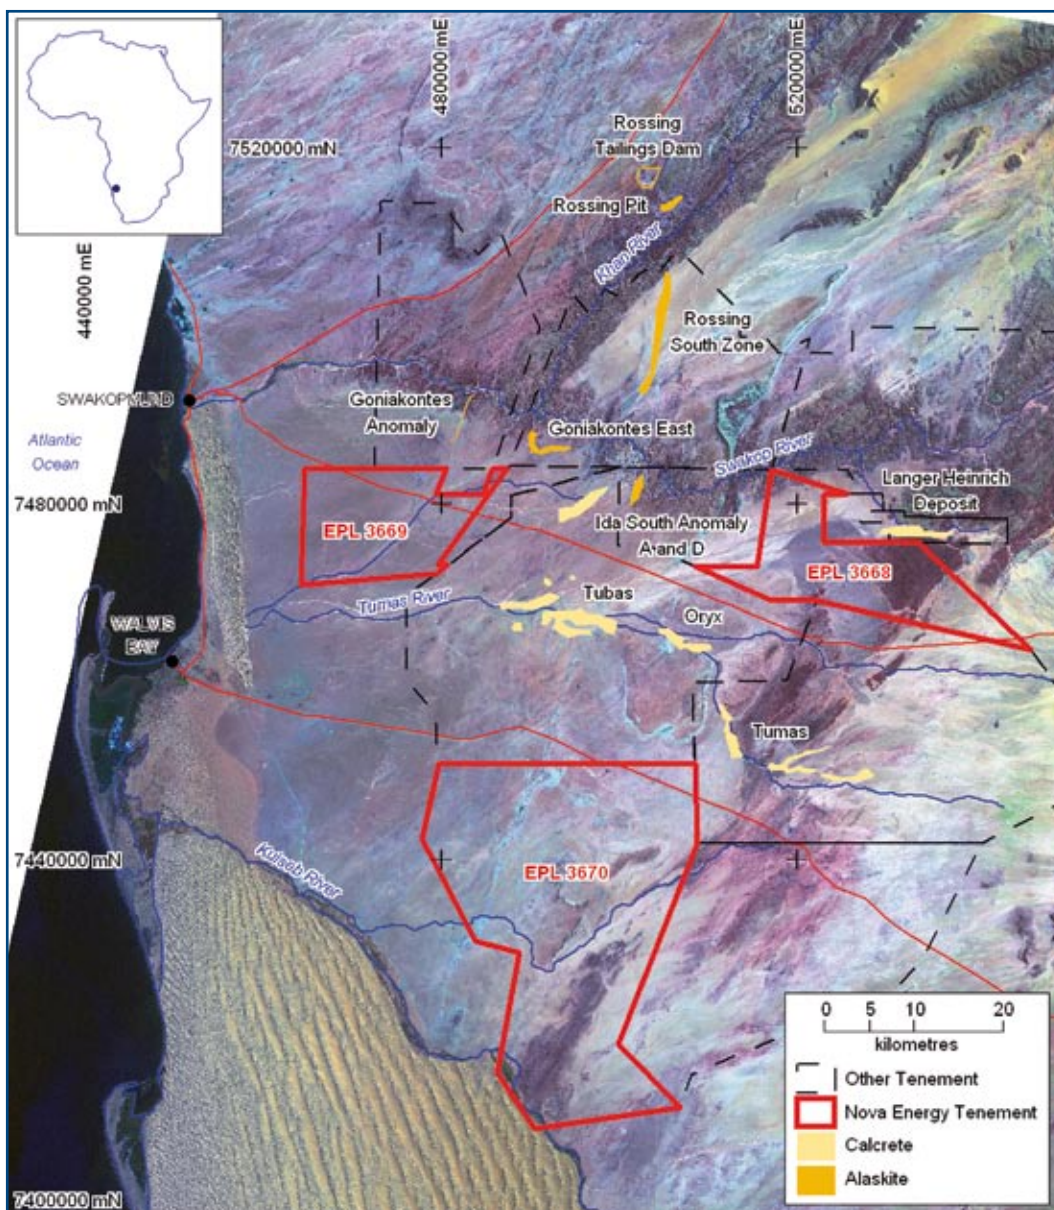 480000 mE
520000 mE
Rossing
Tailings Dam
7520000 mN
Rossing Pit
Khan River
440000 mE
Rossing
South Zone
SWAKOPMUND
Goniakontes
Anomaly
Goniakontes East
Atlantic
Ocean
Swakop River
Langer Heinrich
Deposit
7480000 mN
EPL 3669
Ida South Anomaly
A and D
EPL 3668
Tumas River
Tubas
Oryx
WALVIS
BAY
Tumas
7440000 mN
Kuiseb River
EPL 3670
0 5 10 20
kilometres
Other Tenement
Nova Energy Tenement
Calcrete
Alaskite
7400000 mN